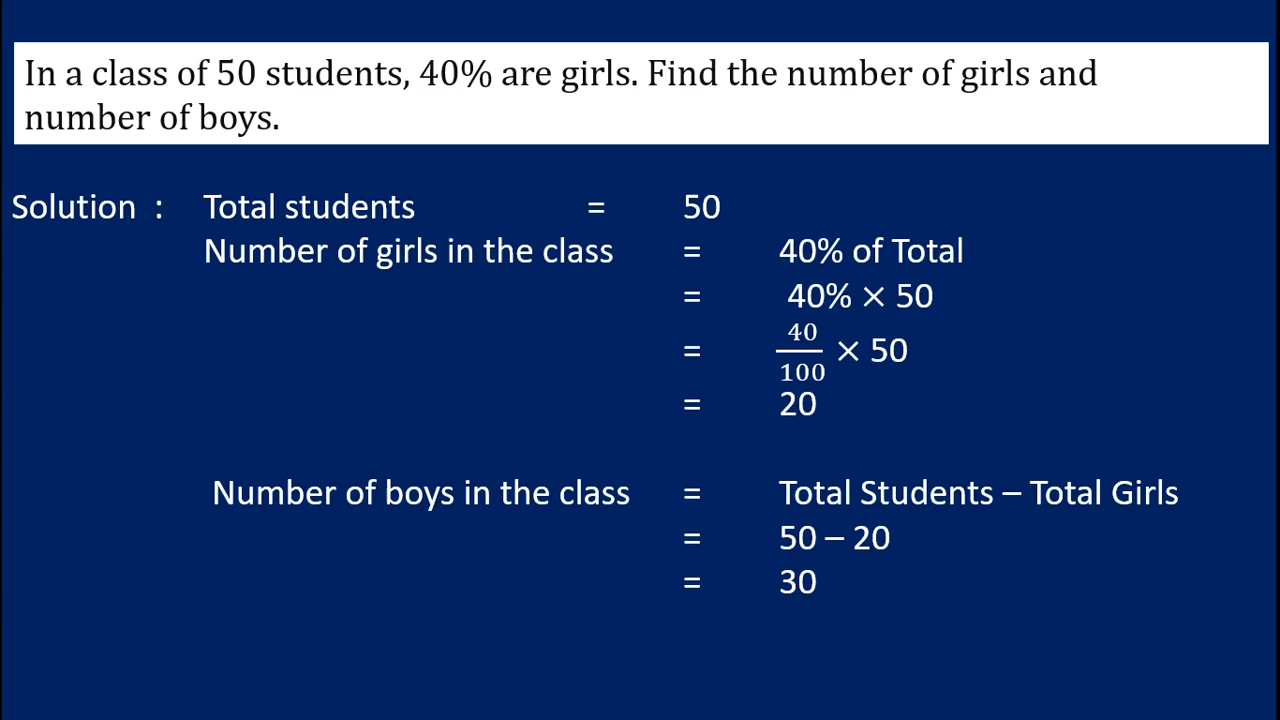 In a class of 50 students, 40% are girls. Find the number of girls and
number of boys.
Solution : Total students = 50
Number of girls in the class = 40% of Total
= 40% × 50
= 40/100 × 50
= 20
Number of boys in the class = Total Students – Total Girls
= 50 – 20
= 30